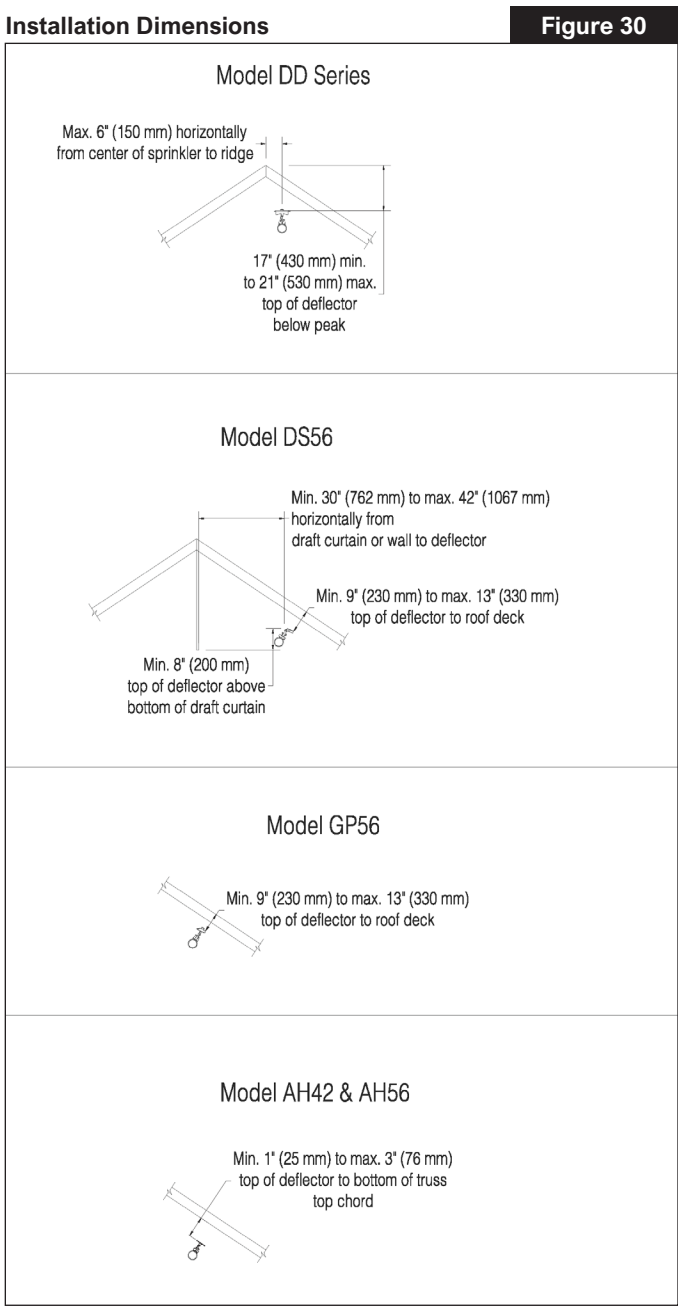 Installation Dimensions
Figure 30
Model DD Series
Max. 6" (150 mm) horizontally
from center of sprinkler to ridge
17" (430 mm) min.
to 21" (530 mm) max.
top of deflector
below peak
Model DS56
Min. 30" (762 mm) to max. 42" (1067 mm)
horizontally from
draft curtain or wall to deflector
Min. 9" (230 mm) to max. 13" (330 mm)
top of deflector to roof deck
Min. 8" (200 mm)
top of deflector above
bottom of draft curtain
Model GP56
Min. 9" (230 mm) to max. 13" (330 mm)
top of deflector to roof deck
Model AH42 & AH56
Min. 1" (25 mm) to max. 3" (76 mm)
top of deflector to bottom of truss
top chord